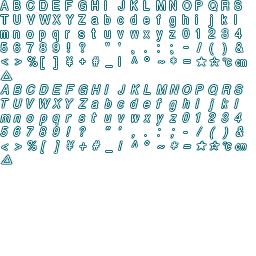 A B C D E F G H I J K L M N O P Q R S
T U V W X Y Z a b c d e f g h i j k l
m n o p q r s t u v w x y z 0 1 2 3 4
5 6 7 8 9 ! ? " ' , . : ; - / ( ) &
< > % [ ] ¥ + # _ | ^ ° ~ * = ☆ ☆ ℃ ㎝
△
A B C D E F G H I J K L M N O P Q R S
T U V W X Y Z a b c d e f g h i j k l
m n o p q r s t u v w x y z 0 1 2 3 4
5 6 7 8 9 ! ? " ' , . : ; - / ( ) &
< > % [ ] ¥ + # _ | ^ ° ~ * = ☆ ☆ ℃ ㎝
△